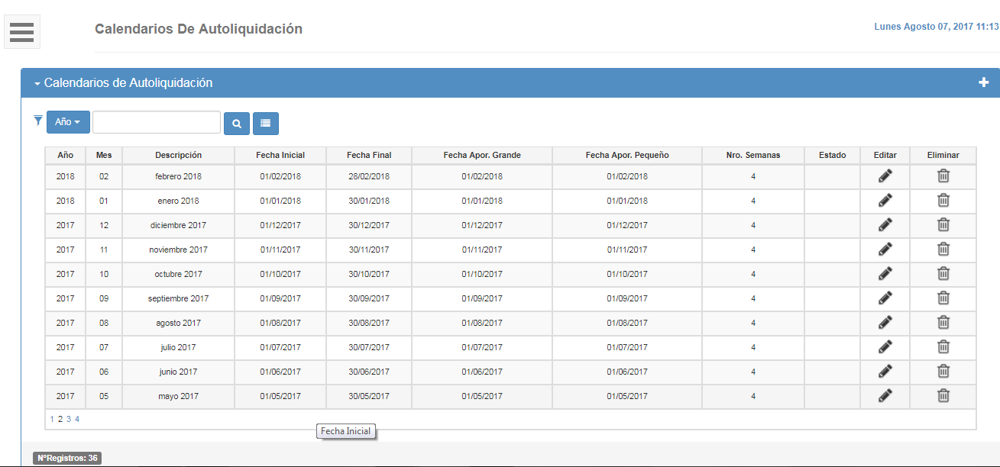 Calendarios De Autoliquidación
Lunes Agosto 07, 2017 11:13
Calendarios de Autoliquidación
Año
Año Mes Descripción Fecha Inicial Fecha Final Fecha Apor. Grande Fecha Apor. Pequeño Nro. Semanas Estado Editar Eliminar
2018 02 febrero 2018 01/02/2018 28/02/2018 01/02/2018 01/02/2018 4
2018 01 enero 2018 01/01/2018 30/01/2018 01/01/2018 01/01/2018 4
2017 12 diciembre 2017 01/12/2017 30/12/2017 01/12/2017 01/12/2017 4
2017 11 noviembre 2017 01/11/2017 30/11/2017 01/11/2017 01/11/2017 4
2017 10 octubre 2017 01/10/2017 30/10/2017 01/10/2017 01/10/2017 4
2017 09 septiembre 2017 01/09/2017 30/09/2017 01/09/2017 01/09/2017 4
2017 08 agosto 2017 01/08/2017 30/08/2017 01/08/2017 01/08/2017 4
2017 07 julio 2017 01/07/2017 30/07/2017 01/07/2017 01/07/2017 4
2017 06 junio 2017 01/06/2017 30/06/2017 01/06/2017 01/06/2017 4
2017 05 mayo 2017 01/05/2017 30/05/2017 01/05/2017 01/05/2017 4
1 2 3 4
Fecha Inicial
NºRegistros: 36